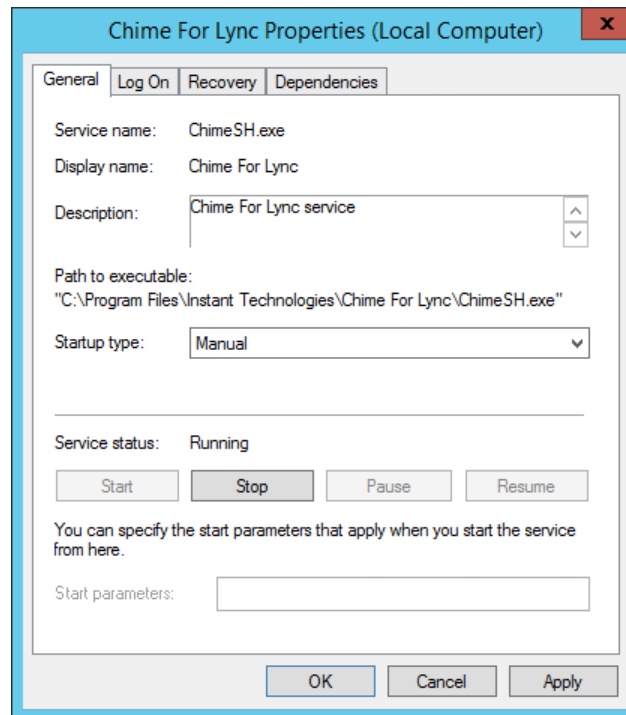 Chime For Lync Properties (Local Computer)
x
General Log On Recovery Dependencies
Service name: ChimeSH.exe
Display name: Chime For Lync
Description: Chime For Lync service
Path to executable:
"C:\Program Files\Instant Technologies\Chime For Lync\ChimeSH.exe"
Startup type: Manual
Service status: Running
Start Stop Pause Resume
You can specify the start parameters that apply when you start the service
from here.
Start parameters:
OK Cancel Apply